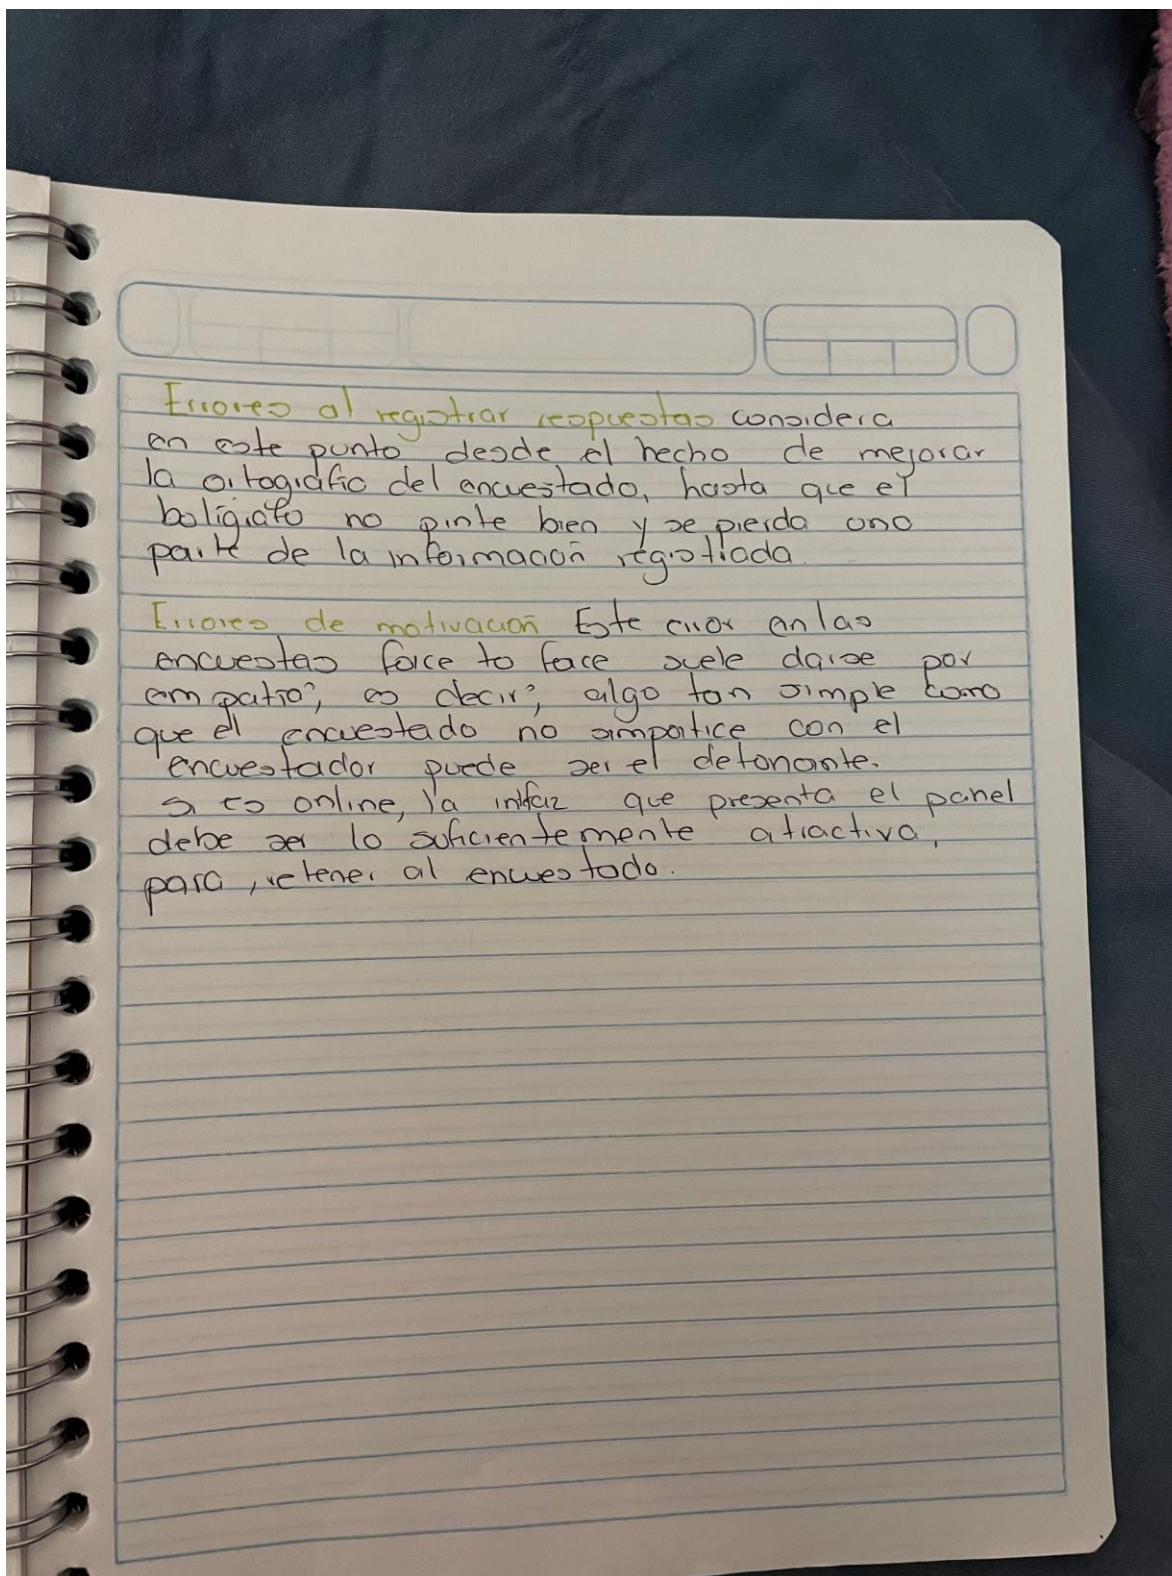 Errores al registrar respuestas considera
en este punto desde el hecho de mejorar
la ortografia del encuestado, hasta que el
bolígrafo no pinte bien y se pierda una
parte de la información registrada.
Errores de motivación Este error en las
encuestas face to face suele darse por
empatia; es decir; algo tan simple como
que el encuestado no simpatice con el
encuestador puede ser el detonante.
si es online, la intefaz que presenta el panel
debe ser lo suficientemente atractiva,
para, retener al encuestado.